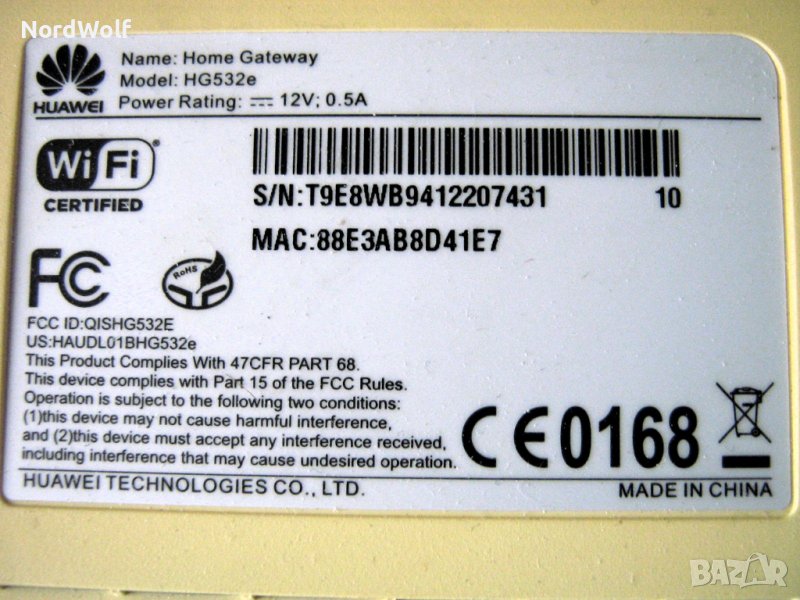 NordWolf
Name: Home Gateway
Model: HG532e
Power Rating: ⎓ 12V; 0.5A
HUAWEI
Wi Fi
CERTIFIED
S/N:T9E8WB9412207431 10
MAC:88E3AB8D41E7
FC
RoHS
FCC ID:QISHG532E
US:HAUDL01BHG532e
This Product Complies With 47CFR PART 68.
This device complies with Part 15 of the FCC Rules.
Operation is subject to the following two conditions:
(1)this device may not cause harmful interference,
and (2)this device must accept any interference received,
including interference that may cause undesired operation.
CE0168
HUAWEI TECHNOLOGIES CO., LTD.
MADE IN CHINA
BAZAR